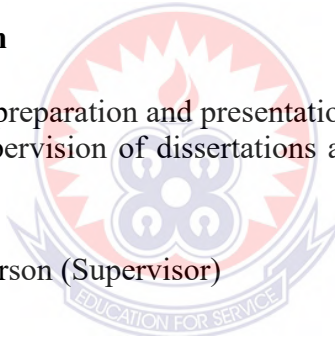 n
preparation and presentatio
pervision of dissertations a
rson (Supervisor)
EDUCATION FOR SERVICE